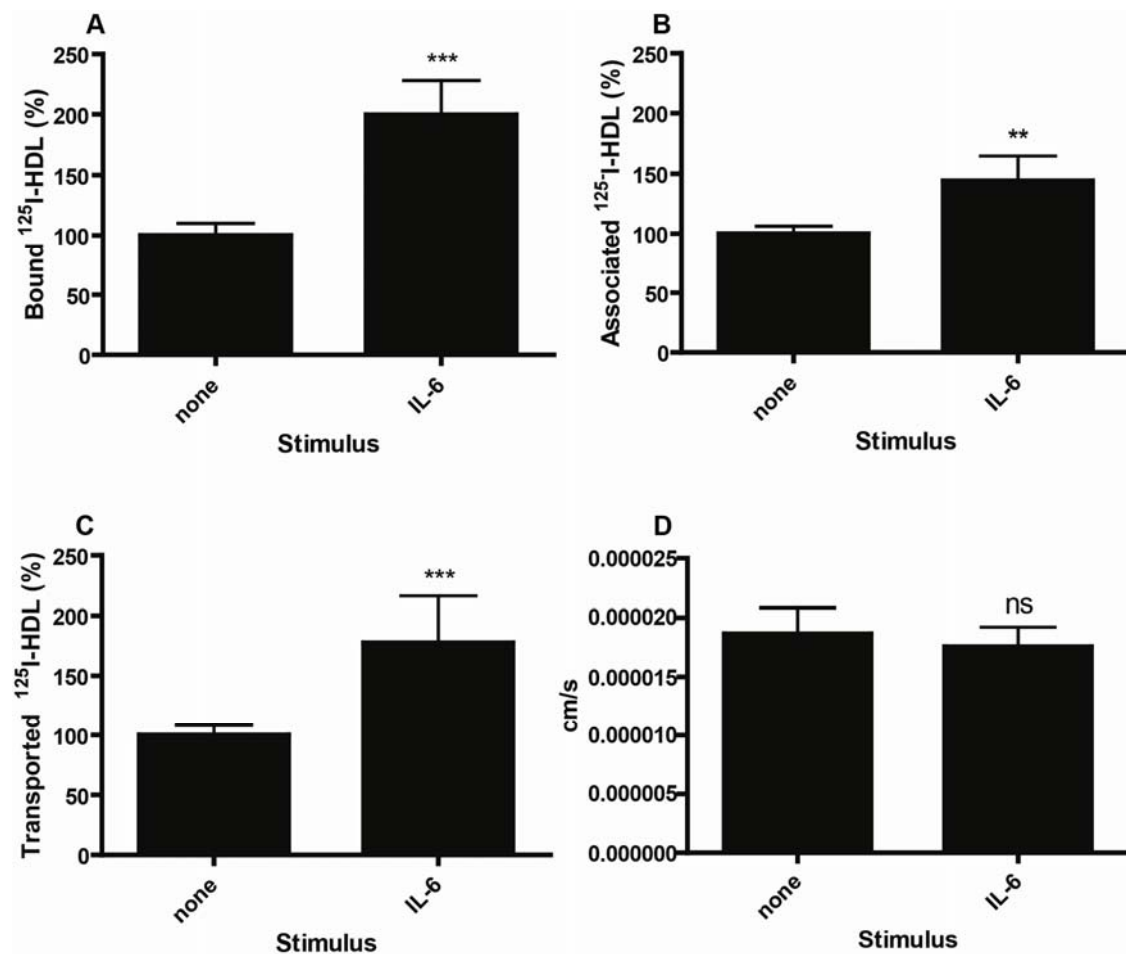 A
Bound ¹²⁵I-HDL (%)
250
200
150
100
50
0
***
none
IL-6
Stimulus
B
Associated ¹²⁵I-HDL (%)
250
200
150
100
50
0
**
none
IL-6
Stimulus
C
Transported ¹²⁵I-HDL (%)
250
200
150
100
50
0
***
none
IL-6
Stimulus
D
cm/s
0.000025
0.000020
0.000015
0.000010
0.000005
0.000000
ns
none
IL-6
Stimulus